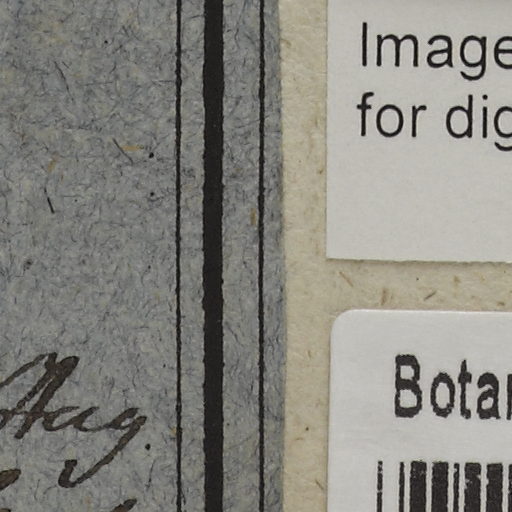 Image
for dig
Botan
Aug.